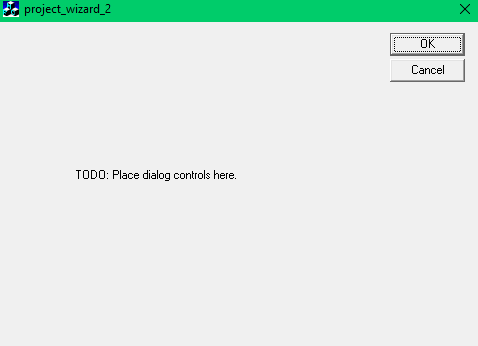 project_wizard_2
OK
Cancel
TODO: Place dialog controls here.